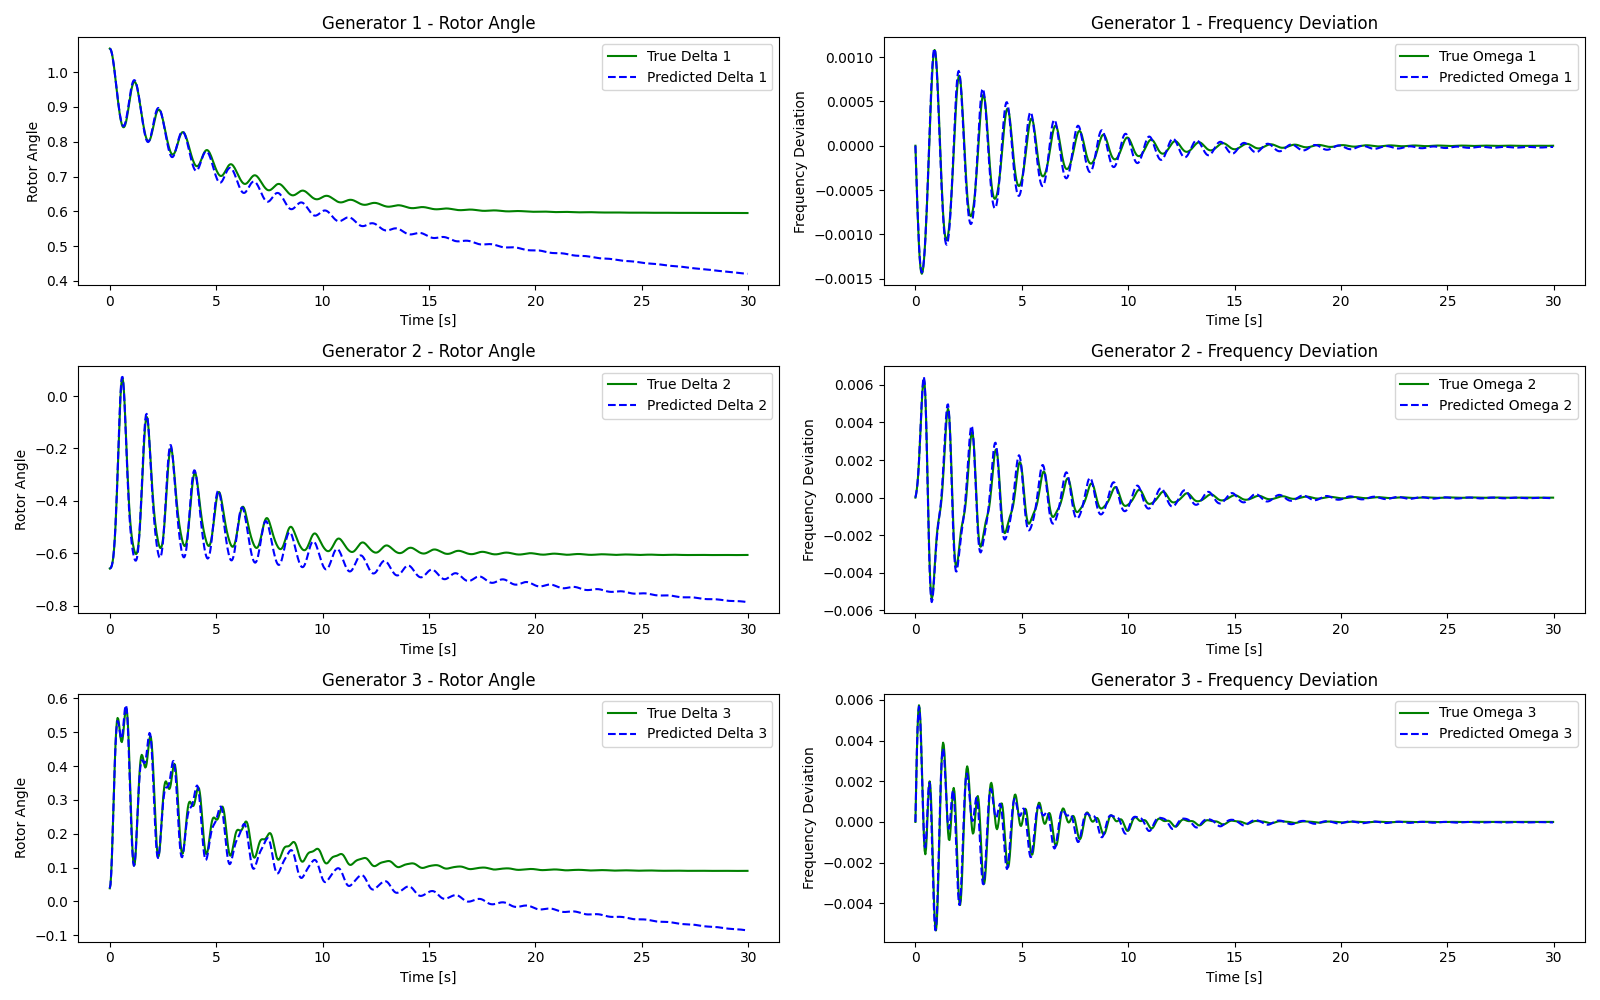 Generator 1 - Rotor Angle
Rotor Angle
1.0
0.9
0.8
0.7
0.6
0.5
0.4
True Delta 1
Predicted Delta 1
0 5 10 15 20 25 30
Time [s]
Generator 1 - Frequency Deviation
Frequency Deviation
0.0010
0.0005
0.0000
−0.0005
−0.0010
−0.0015
True Omega 1
Predicted Omega 1
0 5 10 15 20 25 30
Time [s]
Generator 2 - Rotor Angle
Rotor Angle
0.0
−0.2
−0.4
−0.6
−0.8
True Delta 2
Predicted Delta 2
0 5 10 15 20 25 30
Time [s]
Generator 2 - Frequency Deviation
Frequency Deviation
0.006
0.004
0.002
0.000
−0.002
−0.004
−0.006
True Omega 2
Predicted Omega 2
0 5 10 15 20 25 30
Time [s]
Generator 3 - Rotor Angle
Rotor Angle
0.6
0.5
0.4
0.3
0.2
0.1
0.0
−0.1
True Delta 3
Predicted Delta 3
0 5 10 15 20 25 30
Time [s]
Generator 3 - Frequency Deviation
Frequency Deviation
0.006
0.004
0.002
0.000
−0.002
−0.004
True Omega 3
Predicted Omega 3
0 5 10 15 20 25 30
Time [s]